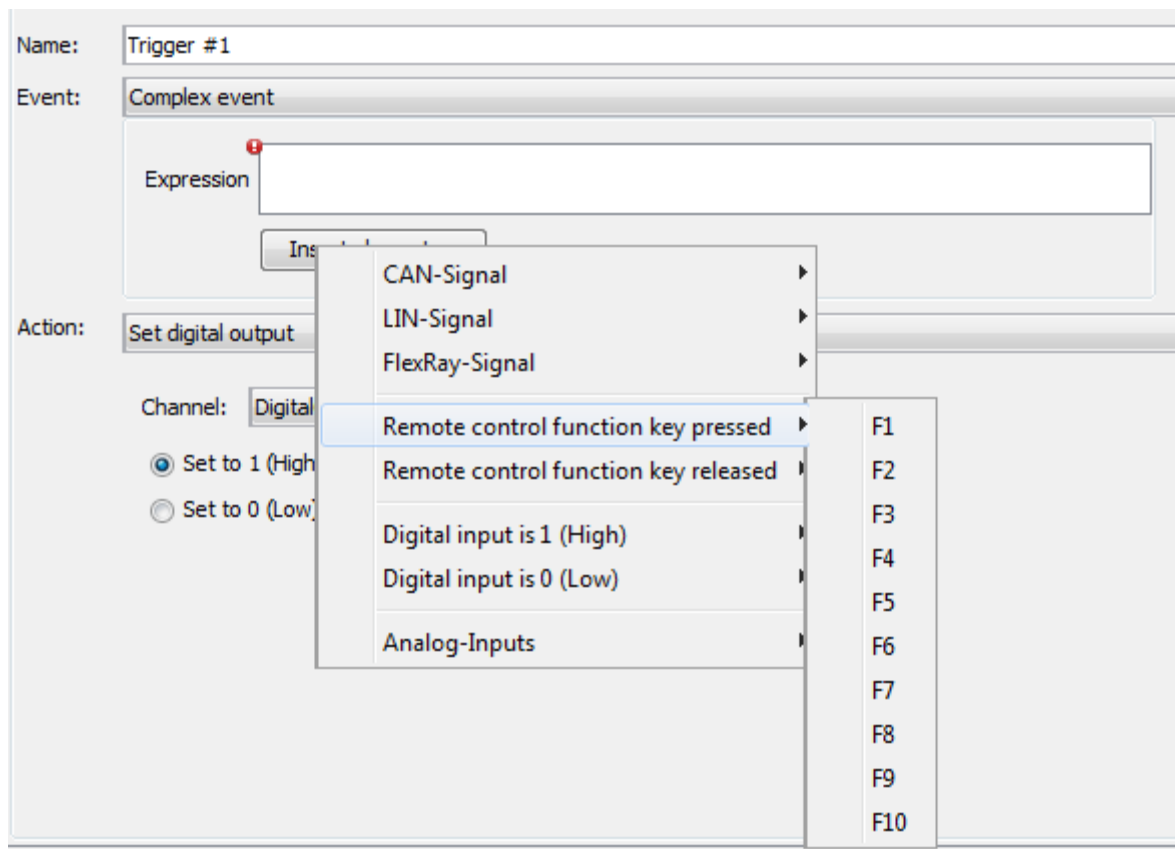 Name: Trigger #1
Event: Complex event
Expression
CAN-Signal
LIN-Signal
FlexRay-Signal
Action: Set digital output
Channel: Digital
Remote control function key pressed
Set to 1 (High
Remote control function key released
Set to 0 (Low)
Digital input is 1 (High)
Digital input is 0 (Low)
Analog-Inputs
F1
F2
F3
F4
F5
F6
F7
F8
F9
F10